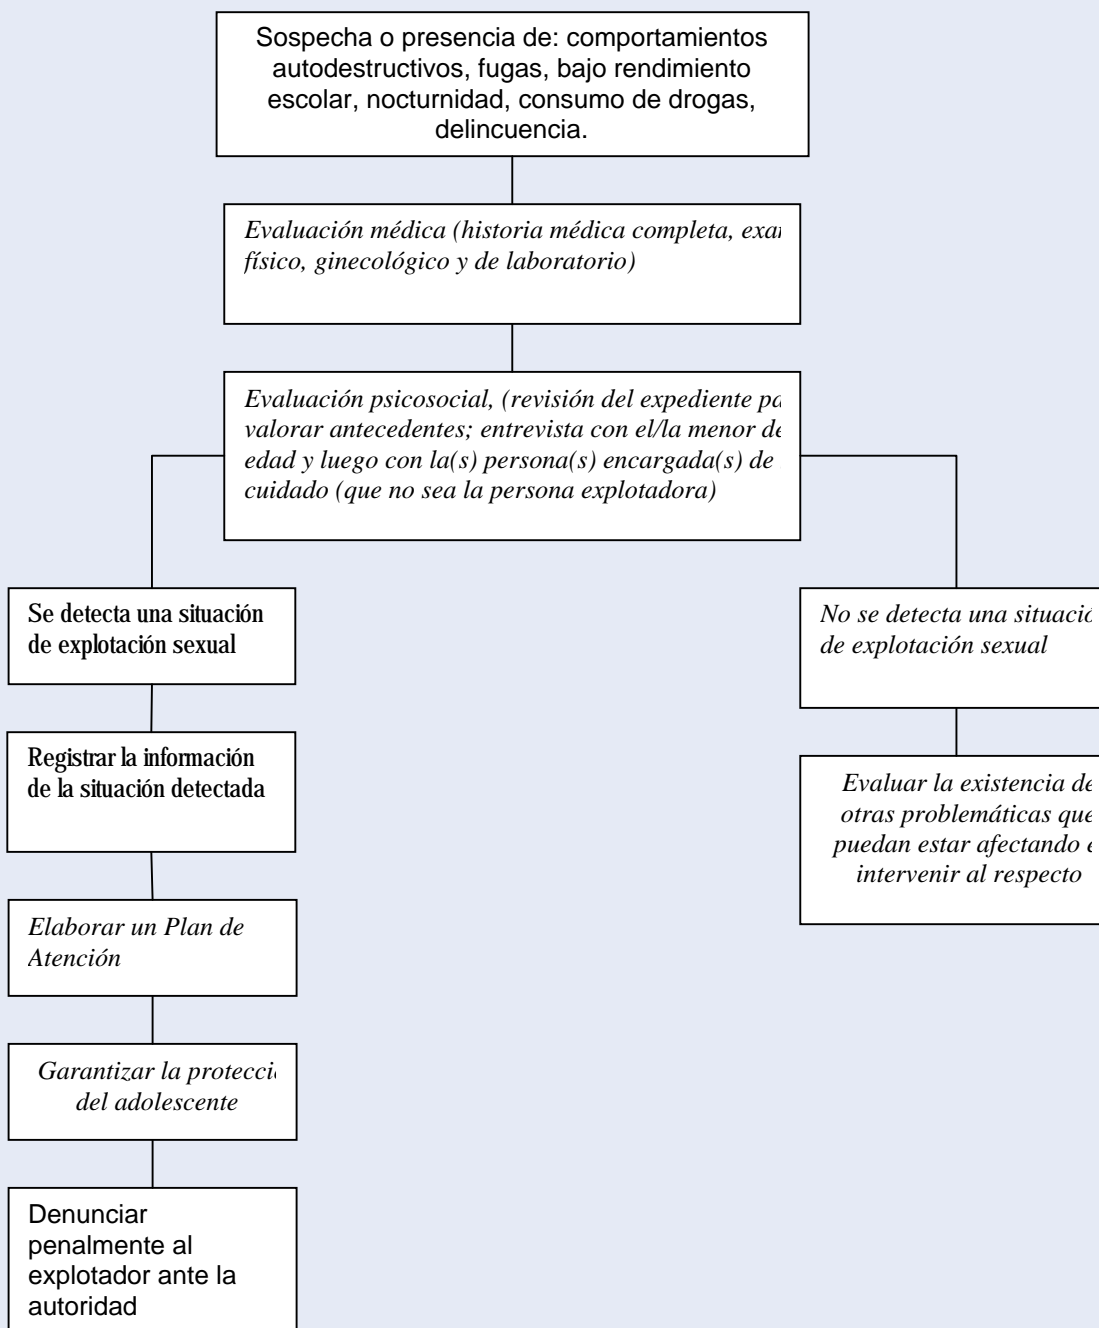 Sospecha o presencia de: comportamientos
autodestructivos, fugas, bajo rendimiento
escolar, nocturnidad, consumo de drogas,
delincuencia.
Evaluación médica (historia médica completa,
físico, ginecológico y de laboratorio)
Evaluación psicosocial, (revisión del expediente
valorar antecedentes; entrevista con el/la menor de
edad y luego con la(s) persona(s) encargada(s) de
cuidado (que no sea la persona explotadora)
Se detecta una situación
de explotación sexual
Registrar la información
de la situación detectada
Elaborar un Plan de
Atención
Garantizar la
del adolescente
Denunciar
penalmente al
explotador ante la
autoridad
No se detecta una
de explotación sexual
Evaluar la existencia de
otras problemáticas que
puedan estar afectando e
intervenir al respecto